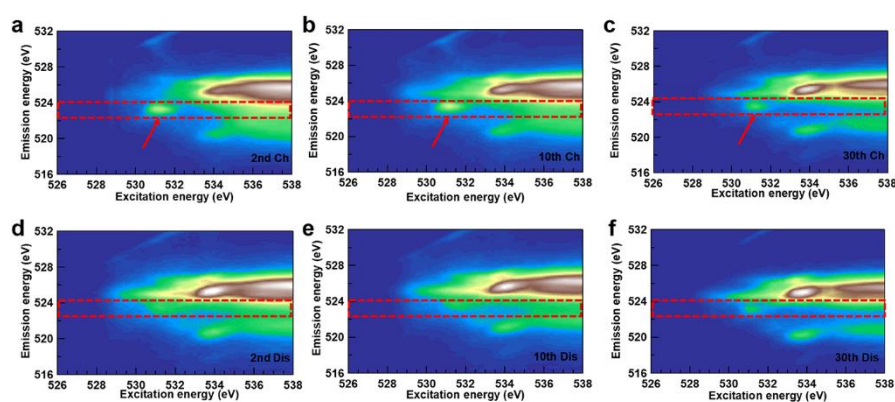 a
b
c
Emission energy (eV)
532
528
524
520
516
2nd Ch
526 528 530 532 534 536 538
Excitation energy (eV)
Emission energy (eV)
532
528
524
520
516
10th Ch
526 528 530 532 534 536 538
Excitation energy (eV)
Emission energy (eV)
532
528
524
520
516
30th Ch
526 528 530 532 534 536 538
Excitation energy (eV)
d
e
f
Emission energy (eV)
532
528
524
520
516
2nd Dis
526 528 530 532 534 536 538
Excitation energy (eV)
Emission energy (eV)
532
528
524
520
516
10th Dis
526 528 530 532 534 536 538
Excitation energy (eV)
Emission energy (eV)
532
528
524
520
516
30th Dis
526 528 530 532 534 536 538
Excitation energy (eV)